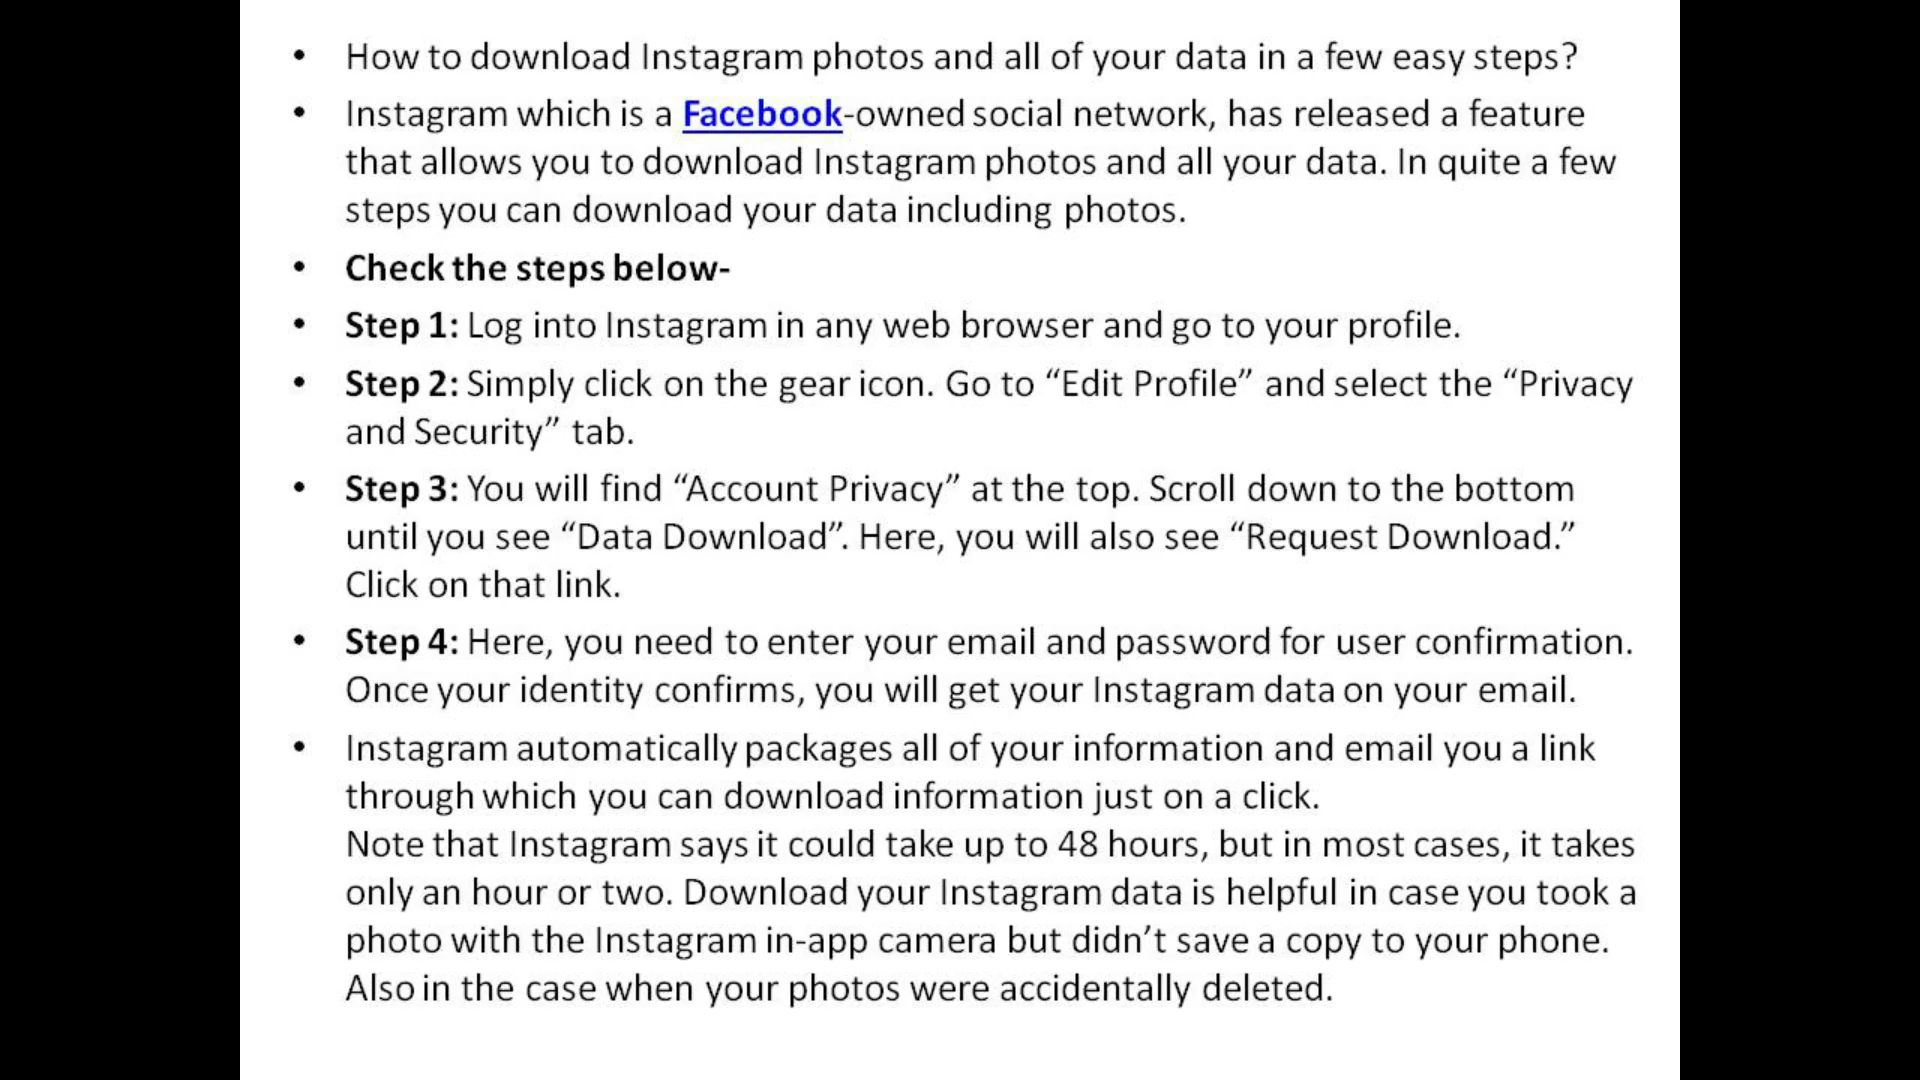 • How to download Instagram photos and all of your data in a few easy steps?
• Instagram which is a Facebook-owned social network, has released a feature
that allows you to download Instagram photos and all your data. In quite a few
steps you can download your data including photos.
• Check the steps below-
• Step 1: Log into Instagram in any web browser and go to your profile.
• Step 2: Simply click on the gear icon. Go to “Edit Profile” and select the “Privacy
and Security” tab.
• Step 3: You will find “Account Privacy” at the top. Scroll down to the bottom
until you see “Data Download”. Here, you will also see “Request Download.”
Click on that link.
• Step 4: Here, you need to enter your email and password for user confirmation.
Once your identity confirms, you will get your Instagram data on your email.
• Instagram automatically packages all of your information and email you a link
through which you can download information just on a click.
Note that Instagram says it could take up to 48 hours, but in most cases, it takes
only an hour or two. Download your Instagram data is helpful in case you took a
photo with the Instagram in-app camera but didn’t save a copy to your phone.
Also in the case when your photos were accidentally deleted.